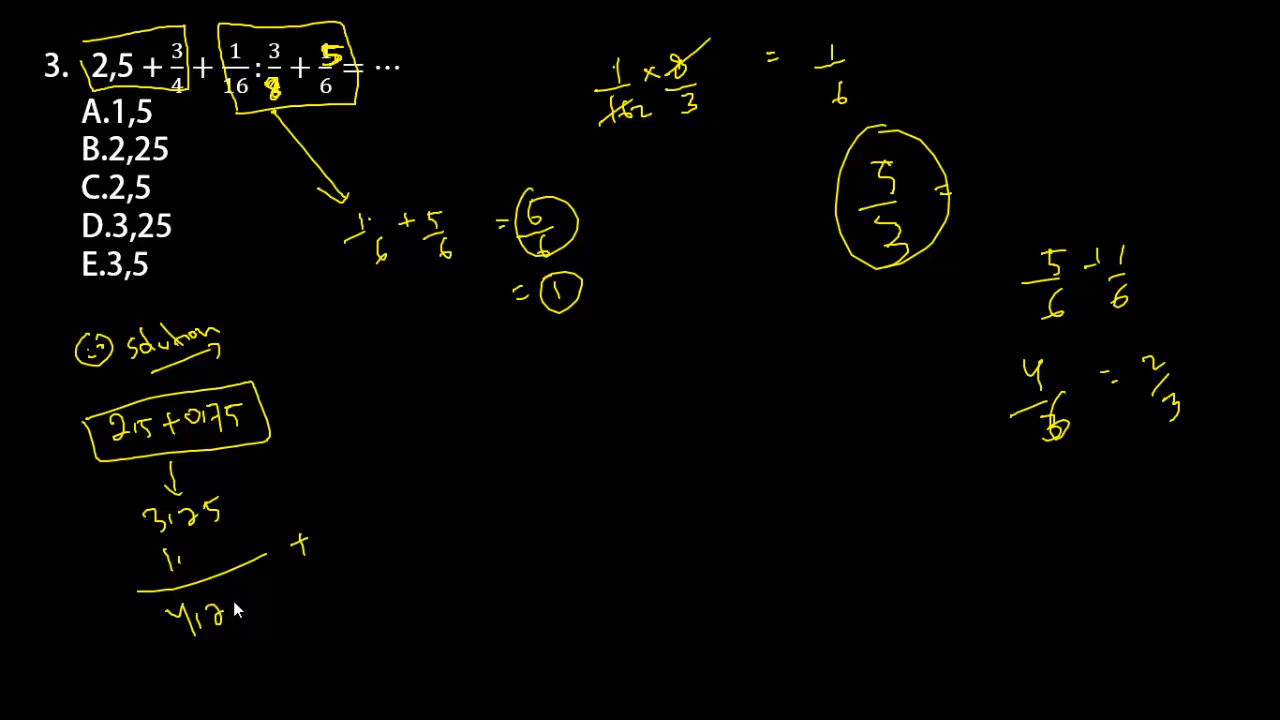 3. 2,5 + 3/4 + 1/16 : 3/8 + 5/6 = ⋯
A.1,5
B.2,25
C.2,5
D.3,25
E.3,5
1/16 2 × 8/3 = 1/6
1/6 + 5/6 = 6/6
= 1
5/3 =
5/6 - 1/6
4/6 = 2/3
solution
2,5 + 0,75
3,25
1,
+
4,2